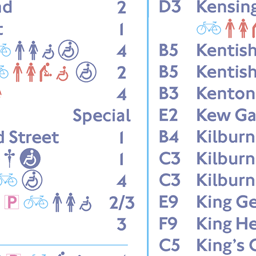 nd 2
t 1
4
2
4
Special
d Street 1
† 1
4
P 2/3
3
D3 Kensing
B5 Kentish
B5 Kentish
B3 Kenton
E2 Kew Ga
B4 Kilburn
C3 Kilburn
C3 Kilburn
E9 King Ge
F9 King He
C5 King's C